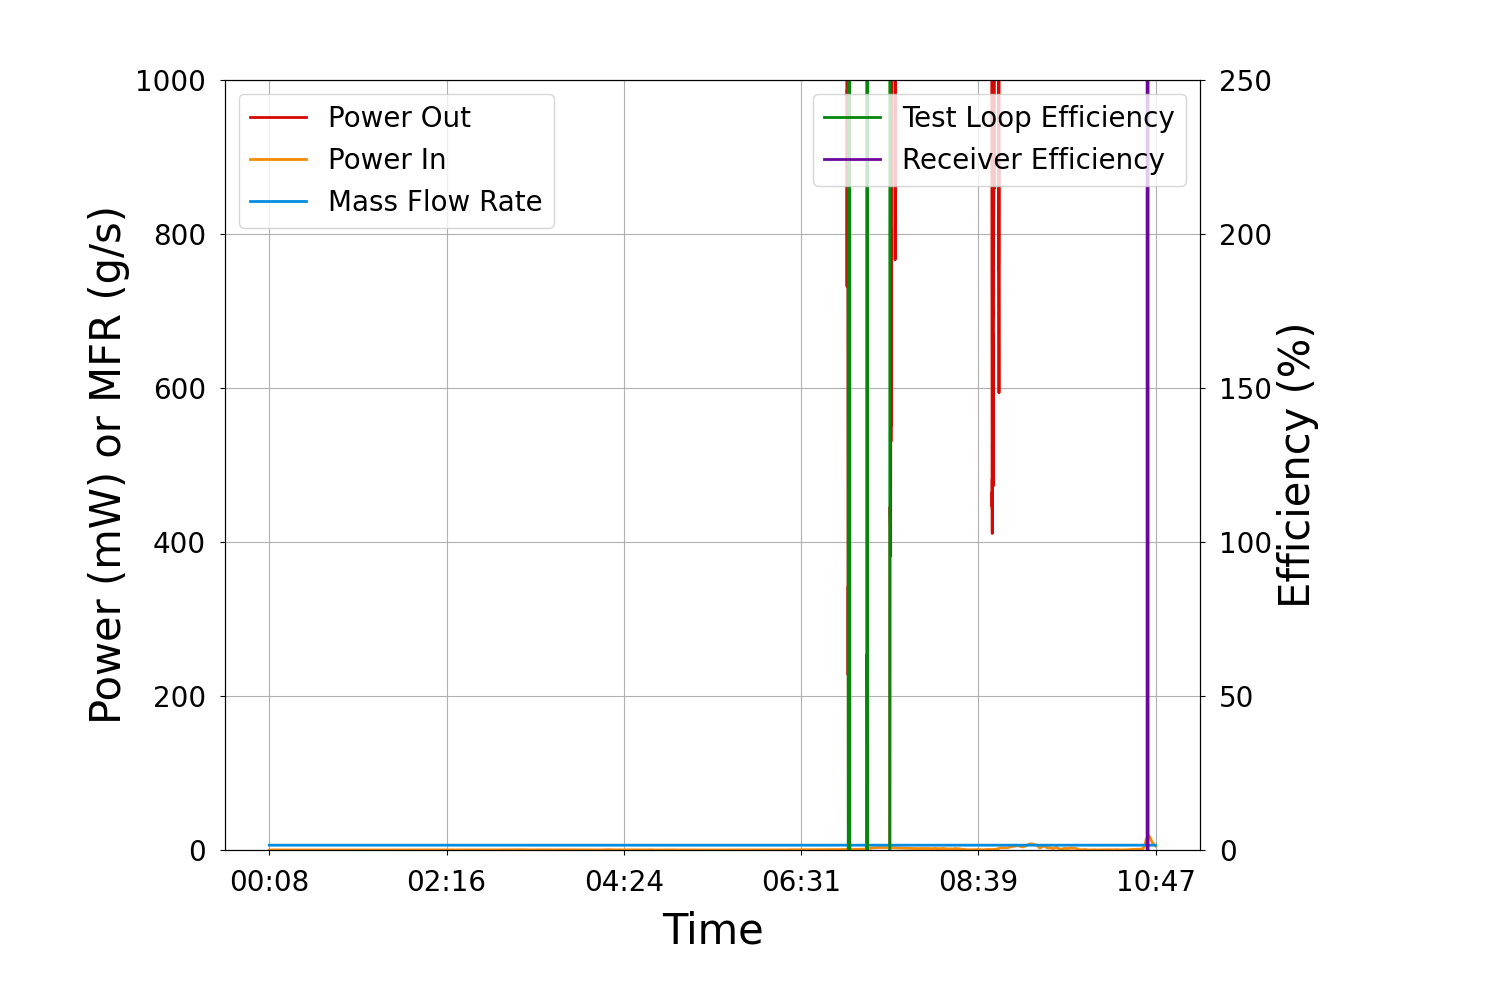 1000
800
600
400
200
0
Power (mW) or MFR (g/s)
Power Out
Power In
Mass Flow Rate
Test Loop Efficiency
Receiver Efficiency
250
200
150
100
50
0
Efficiency (%)
00:08
02:16
04:24
06:31
08:39
10:47
Time